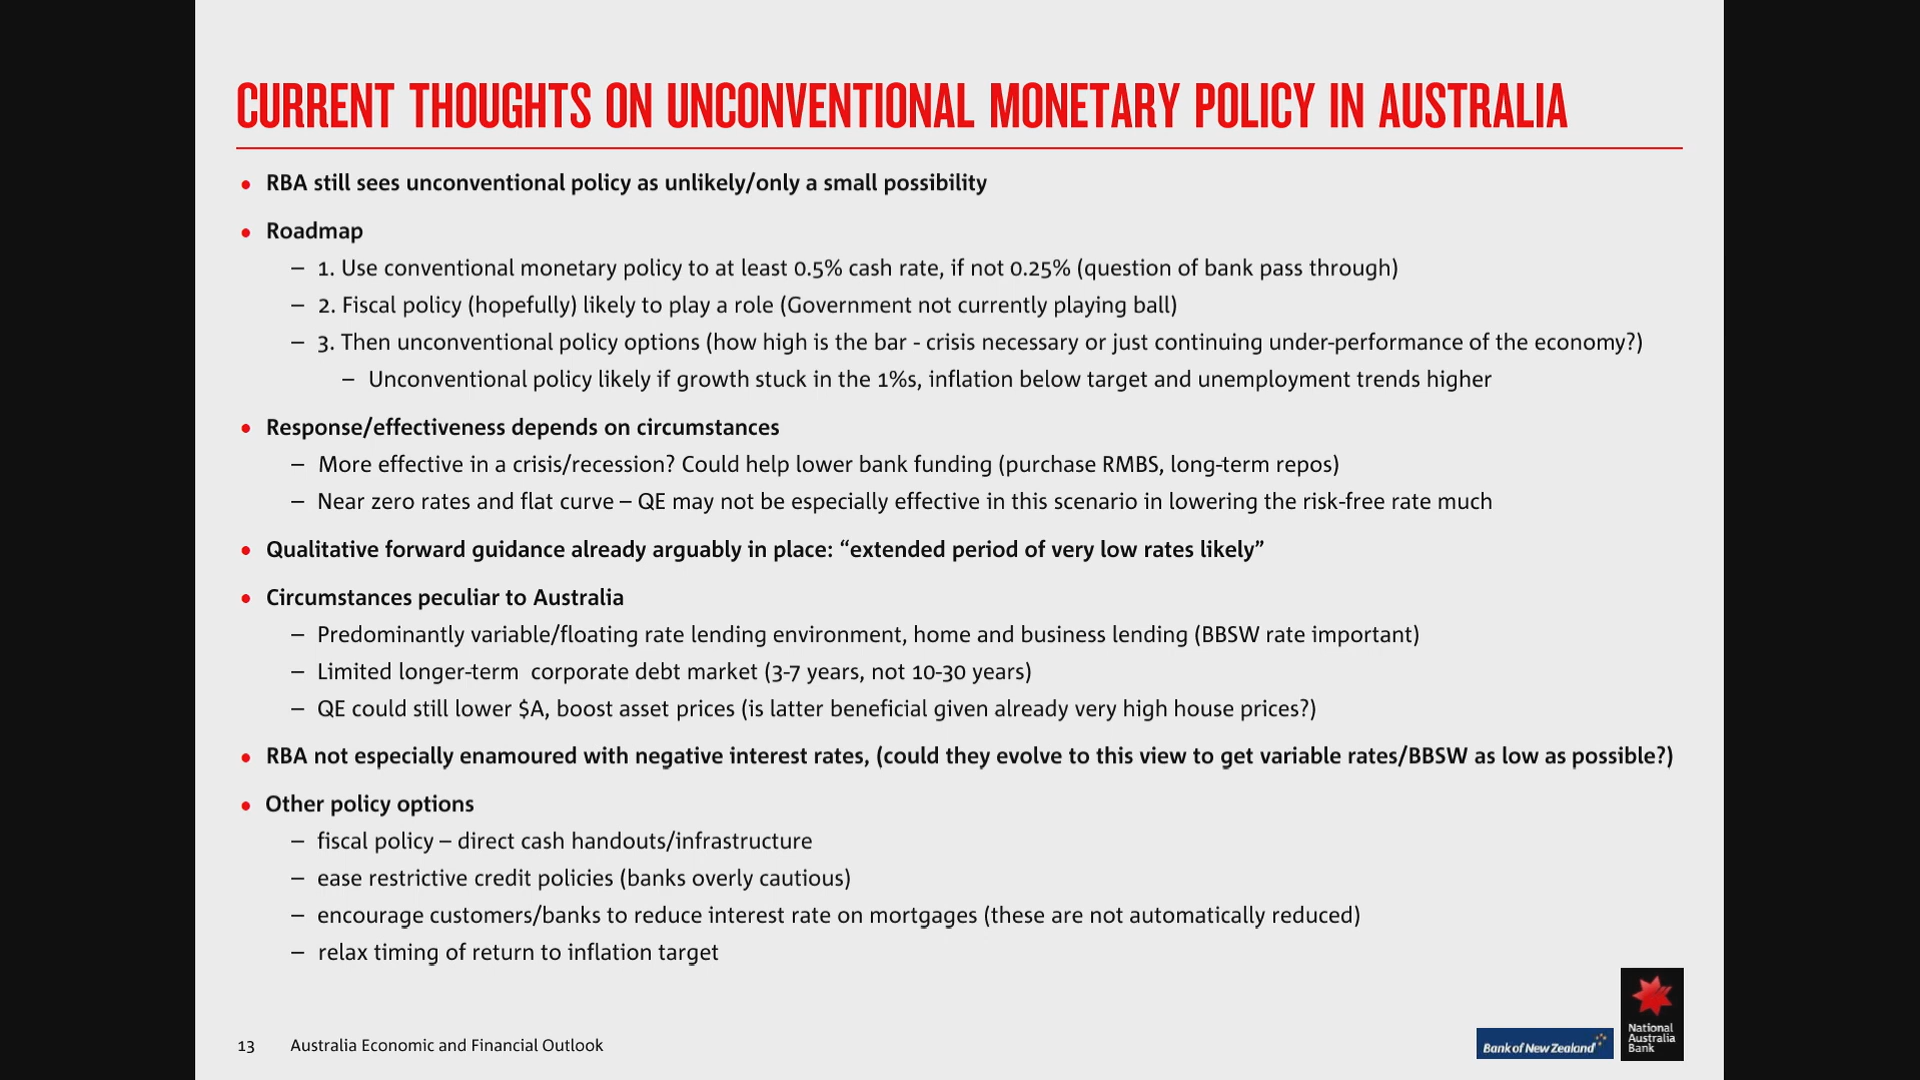 CURRENT THOUGHTS ON UNCONVENTIONAL MONETARY POLICY IN AUSTRALIA
• RBA still sees unconventional policy as unlikely/only a small possibility
• Roadmap
– 1. Use conventional monetary policy to at least 0.5% cash rate, if not 0.25% (question of bank pass through)
– 2. Fiscal policy (hopefully) likely to play a role (Government not currently playing ball)
– 3. Then unconventional policy options (how high is the bar - crisis necessary or just continuing under-performance of the economy?)
– Unconventional policy likely if growth stuck in the 1%s, inflation below target and unemployment trends higher
• Response/effectiveness depends on circumstances
– More effective in a crisis/recession? Could help lower bank funding (purchase RMBS, long-term repos)
– Near zero rates and flat curve – QE may not be especially effective in this scenario in lowering the risk-free rate much
• Qualitative forward guidance already arguably in place: “extended period of very low rates likely”
• Circumstances peculiar to Australia
– Predominantly variable/floating rate lending environment, home and business lending (BBSW rate important)
– Limited longer-term corporate debt market (3-7 years, not 10-30 years)
– QE could still lower $A, boost asset prices (is latter beneficial given already very high house prices?)
• RBA not especially enamoured with negative interest rates, (could they evolve to this view to get variable rates/BBSW as low as possible?)
• Other policy options
– fiscal policy – direct cash handouts/infrastructure
– ease restrictive credit policies (banks overly cautious)
– encourage customers/banks to reduce interest rate on mortgages (these are not automatically reduced)
– relax timing of return to inflation target
13 Australia Economic and Financial Outlook
Bank of New Zealand
National
Australia
Bank